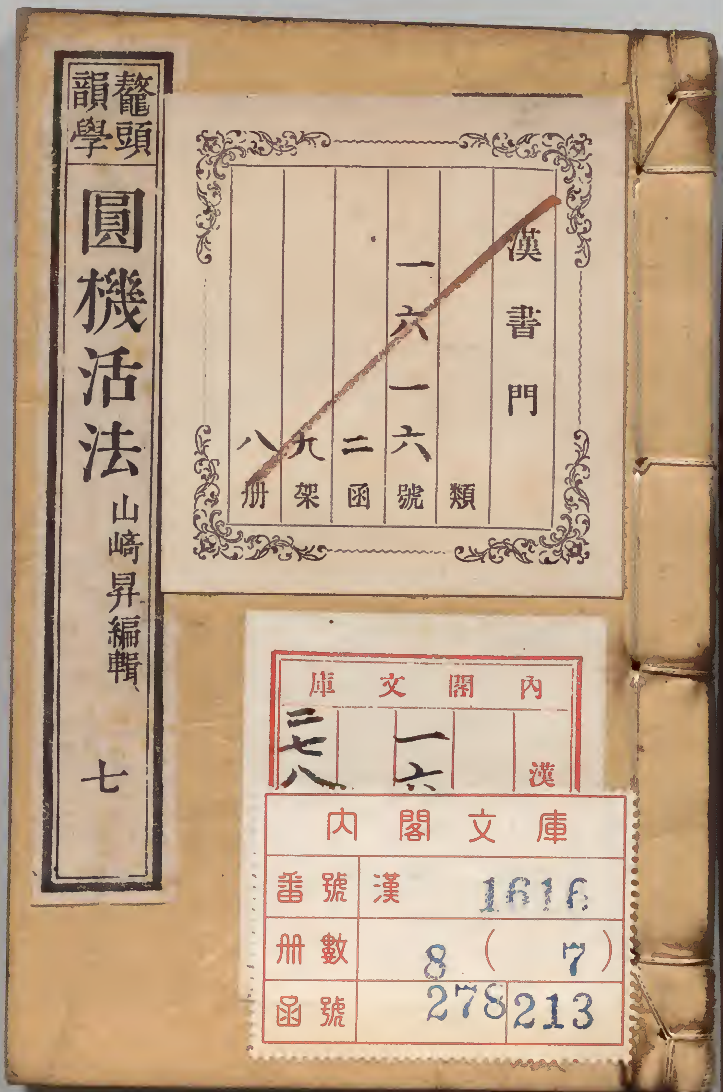 鼇頭
韻學
圓機活法
山﨑昇編輯
七
漢書門
類
一六一六號
二函
九架
八册
內閣文庫
漢
一六
三七八
內閣文庫
番號 漢 1616
册數 8 ( 7 )
函號 278 213